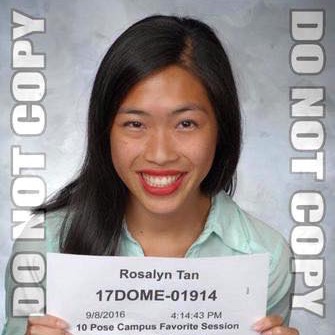 DO NOT COPY
DO NOT COPY
Rosalyn Tan
17DOME-01914
9/8/2016 4:14:43 PM
10 Pose Campus Favorite Session